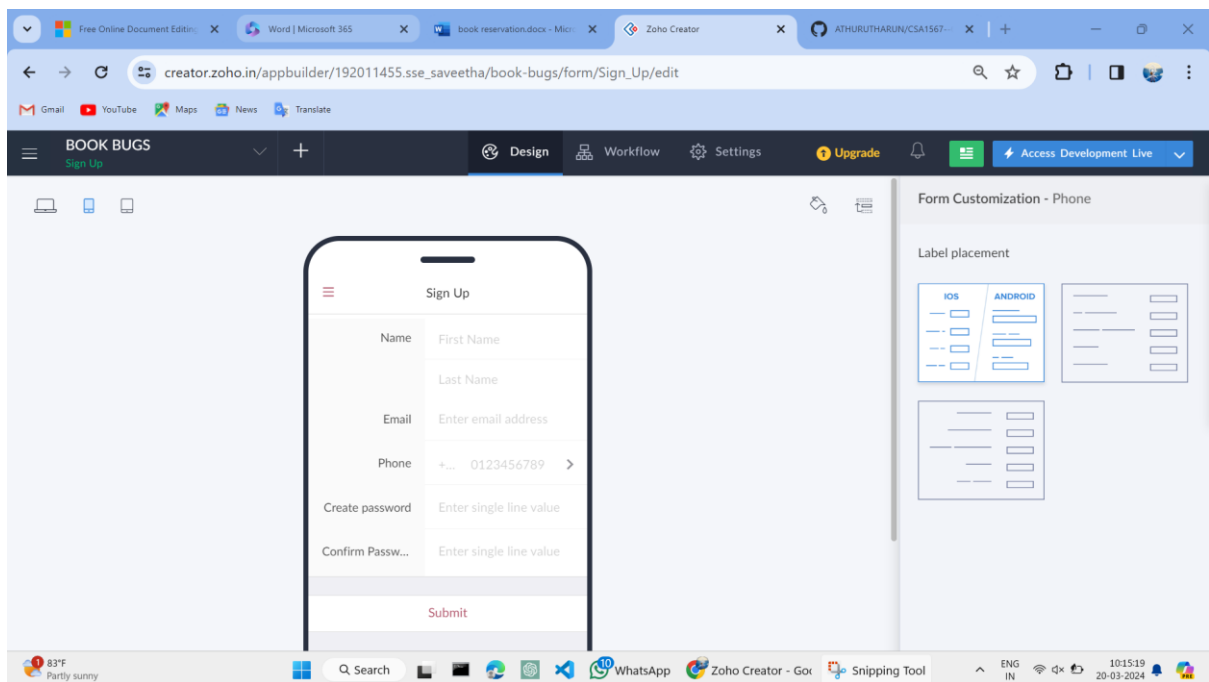 Free Online Document Editing
Word | Microsoft 365
book reservation.docx - Micr
Zoho Creator
ATHURUTHARUN/CSA1567-
creator.zoho.in/appbuilder/192011455.sse_saveetha/book-bugs/form/Sign_Up/edit
Gmail
YouTube
Maps
News
Translate
BOOK BUGS
Sign Up
Design
Workflow
Settings
Upgrade
Access Development Live
Form Customization - Phone
Label placement
IOS
ANDROID
Sign Up
Name
First Name
Last Name
Email
Enter email address
Phone
+... 0123456789
Create password
Enter single line value
Confirm Passw...
Enter single line value
Submit
1
83°F
Partly sunny
Search
10
WhatsApp
Zoho Creator - Goo
Snipping Tool
ENG
IN
10:15:19
20-03-2024
PRE